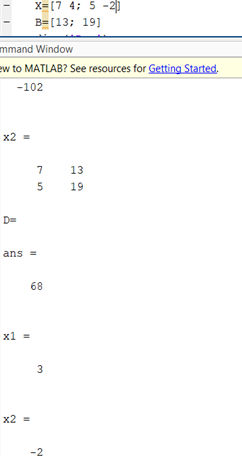 X=[7 4; 5 -2]
B=[13; 19]
mmand Window
ew to MATLAB? See resources for Getting Started.
-102
x2 =
7 13
5 19
D=
ans =
68
x1 =
3
x2 =
-2